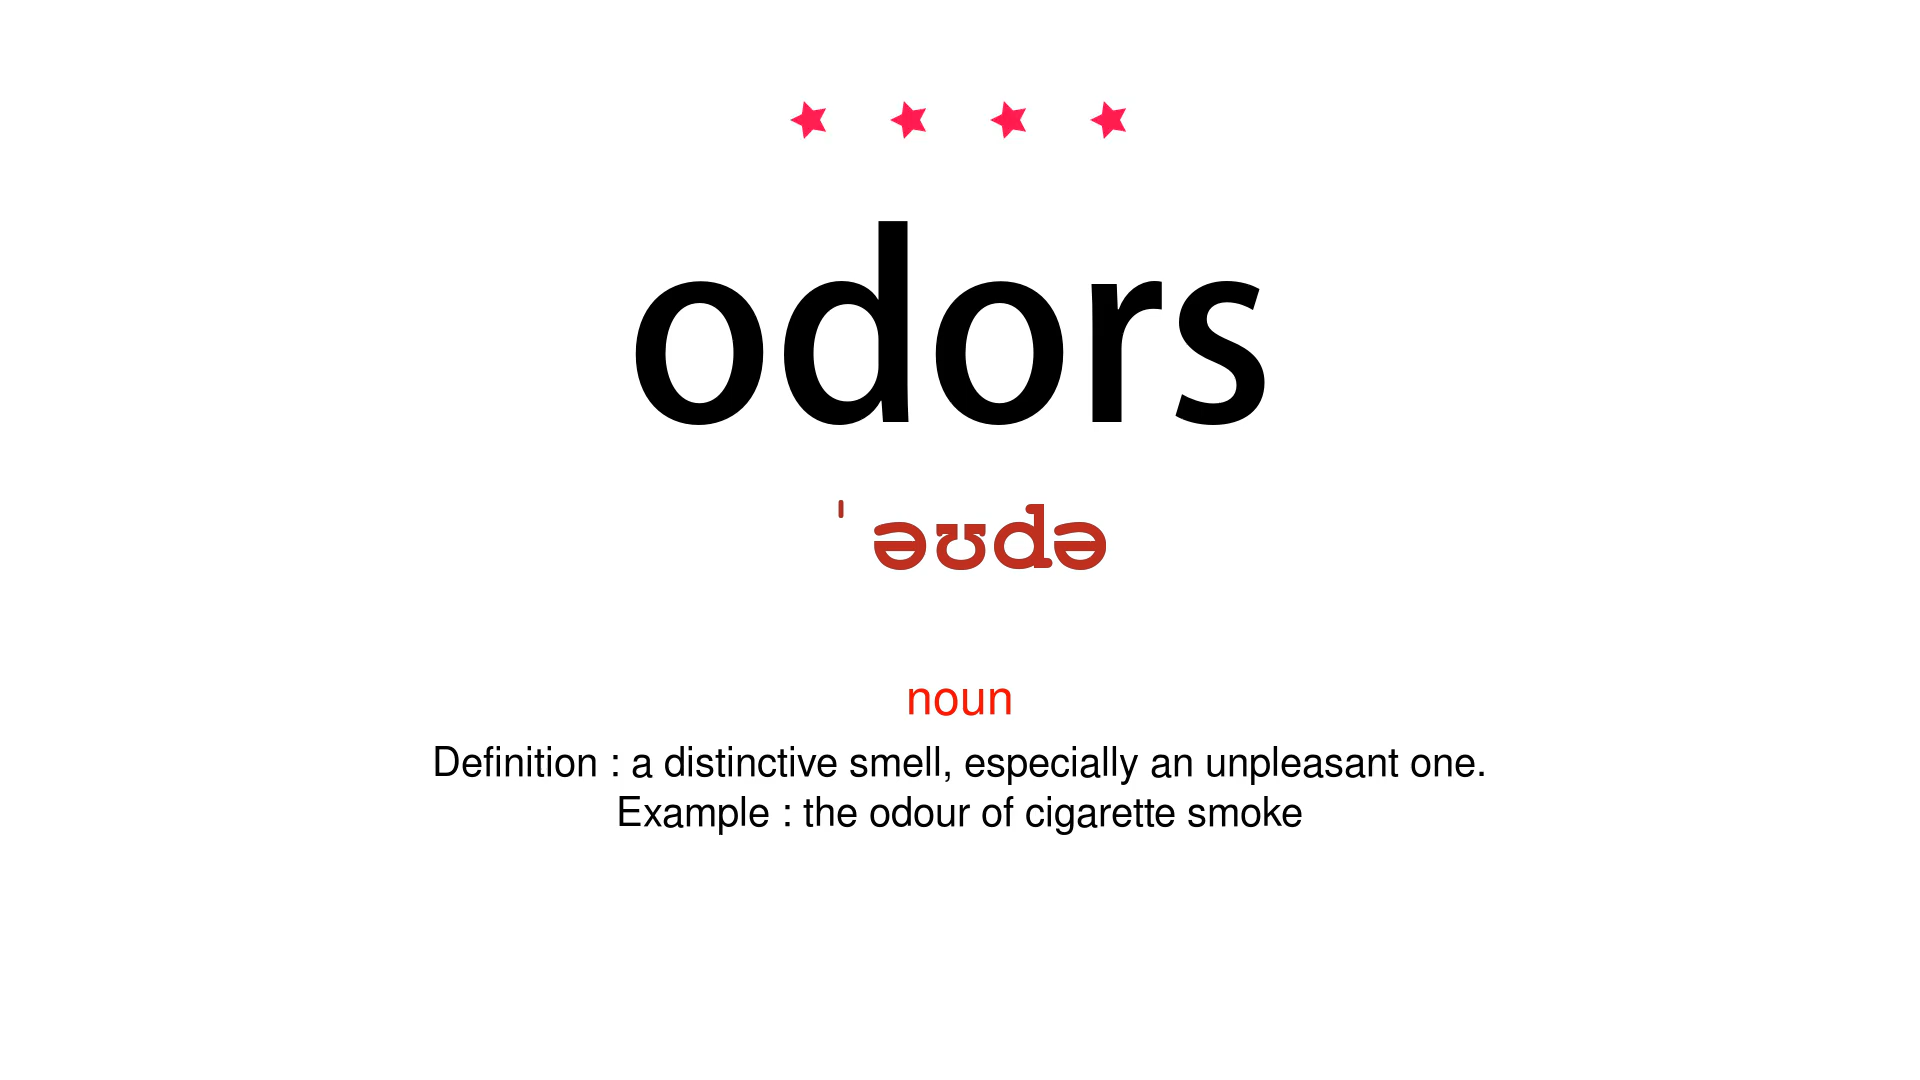 odors
ˈəʊdə
noun
Definition : a distinctive smell, especially an unpleasant one.
Example : the odour of cigarette smoke